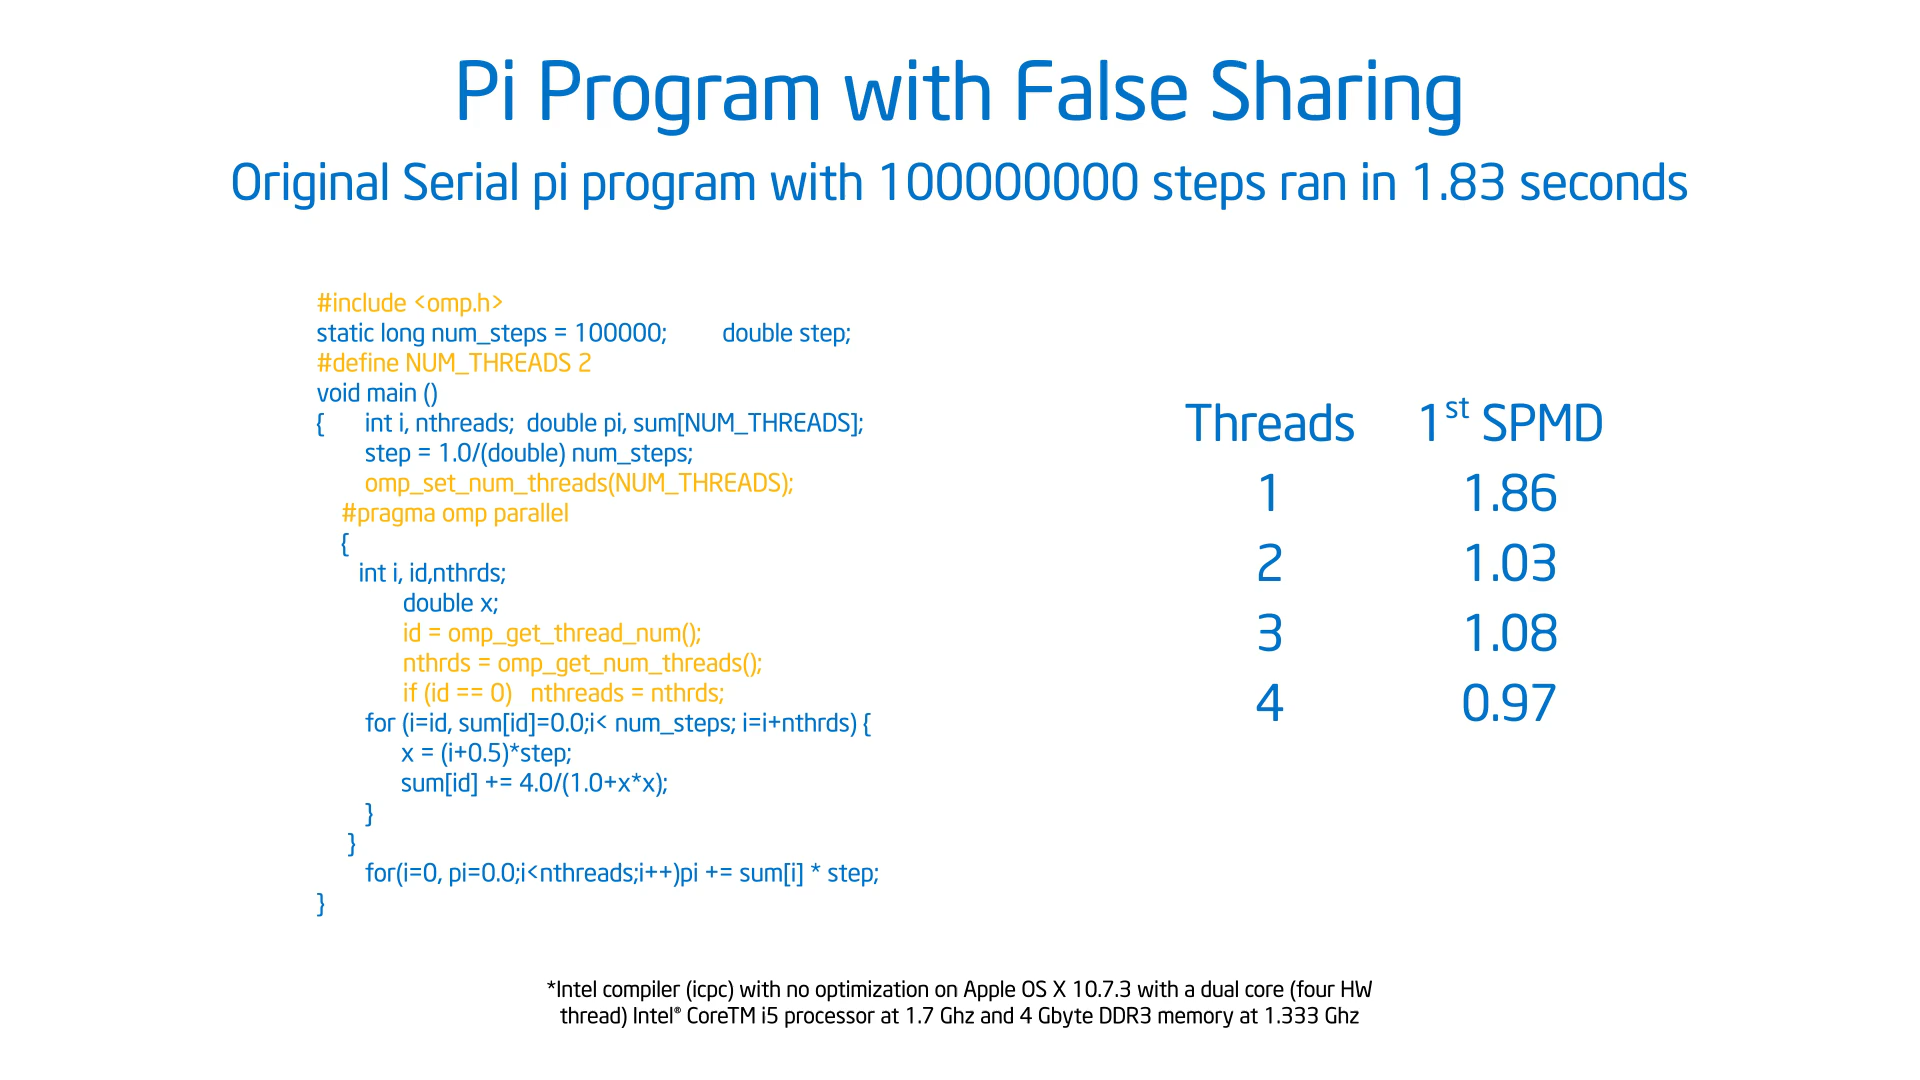 Pi Program with False Sharing
Original Serial pi program with 100000000 steps ran in 1.83 seconds
#include <omp.h>
static long num_steps = 100000; double step;
#define NUM_THREADS 2
void main ()
{ int i, nthreads; double pi, sum[NUM_THREADS];
step = 1.0/(double) num_steps;
omp_set_num_threads(NUM_THREADS);
#pragma omp parallel
{
int i, id,nthrds;
double x;
id = omp_get_thread_num();
nthrds = omp_get_num_threads();
if (id == 0) nthreads = nthrds;
for (i=id, sum[id]=0.0;i< num_steps; i=i+nthrds) {
x = (i+0.5)*step;
sum[id] += 4.0/(1.0+x*x);
}
}
for(i=0, pi=0.0;i<nthreads;i++)pi += sum[i] * step;
}
Threads 1st SPMD
1 1.86
2 1.03
3 1.08
4 0.97
*Intel compiler (icpc) with no optimization on Apple OS X 10.7.3 with a dual core (four HW
thread) Intel® CoreTM i5 processor at 1.7 Ghz and 4 Gbyte DDR3 memory at 1.333 Ghz